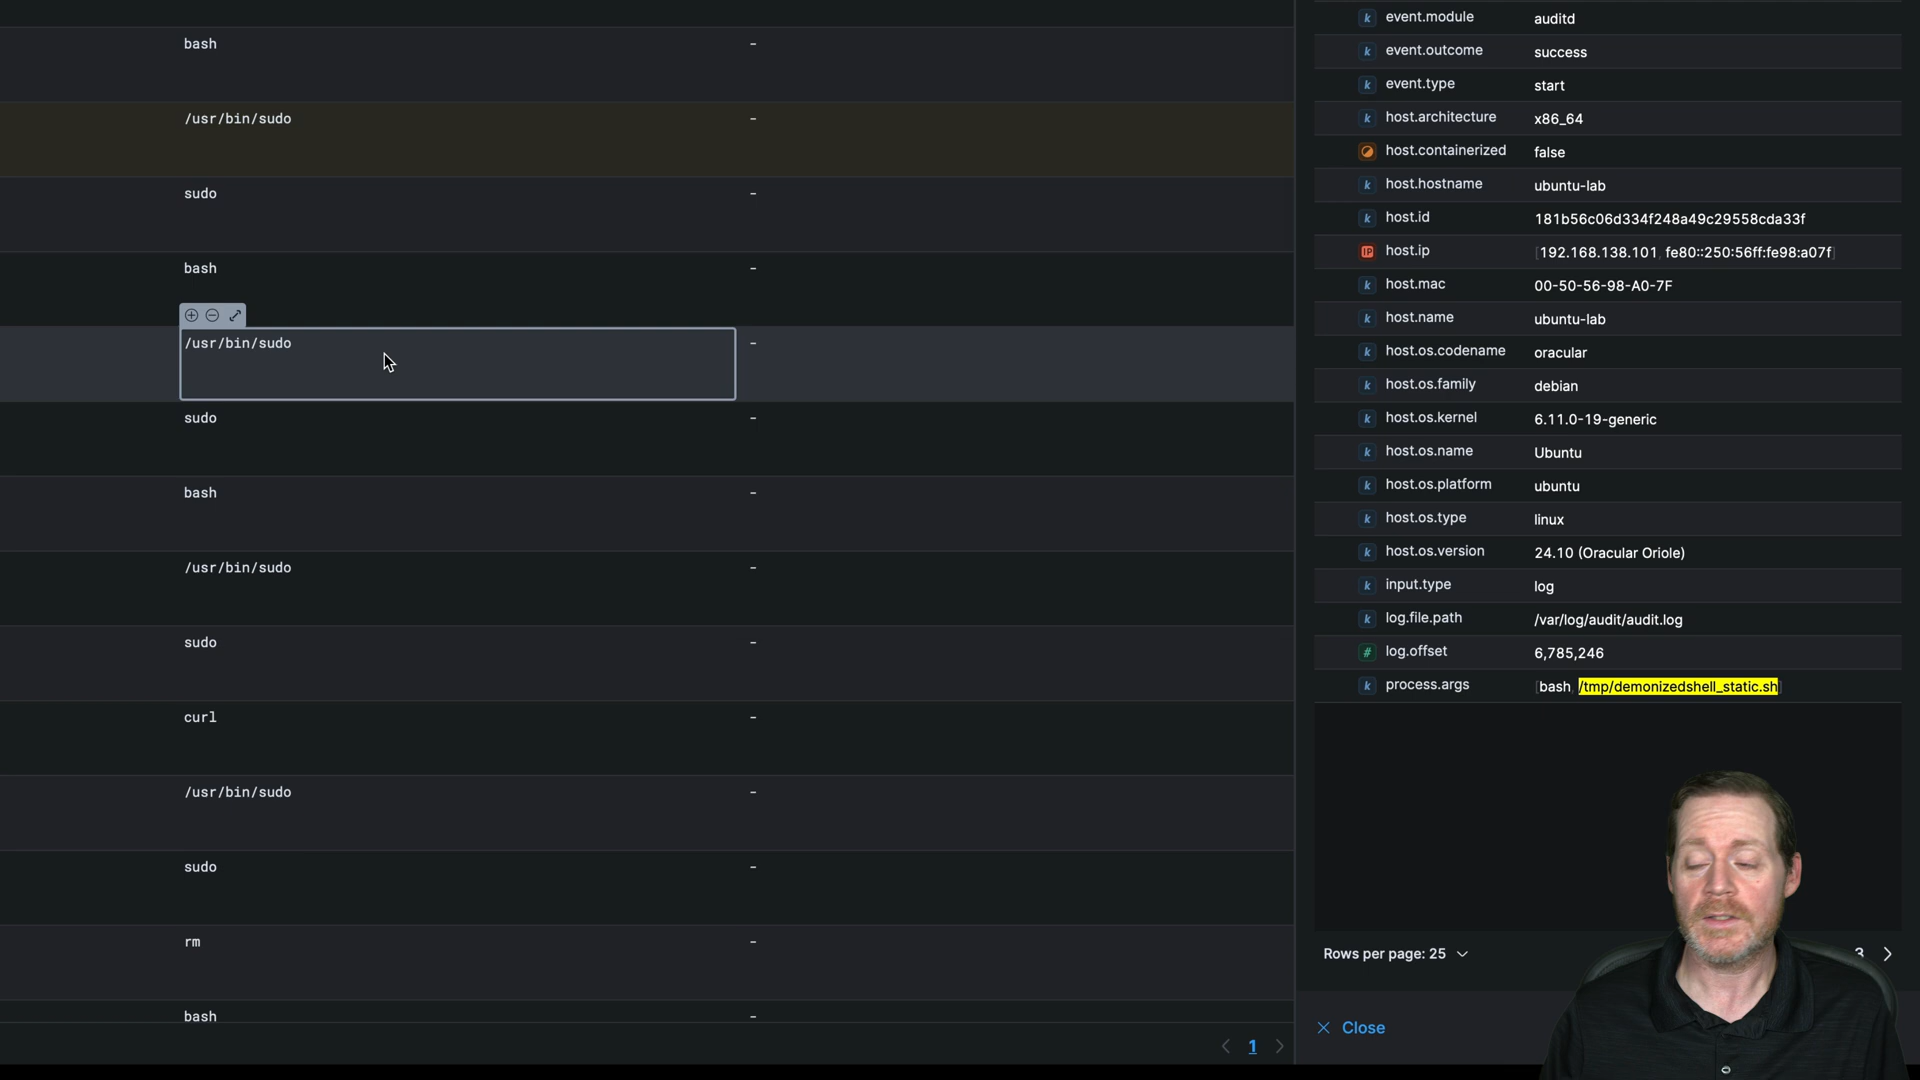 bash -
/usr/bin/sudo -
sudo -
bash -
/usr/bin/sudo -
sudo -
bash -
/usr/bin/sudo -
sudo -
curl -
/usr/bin/sudo -
sudo -
rm -
bash -
1
event.module auditd
event.outcome success
event.type start
host.architecture x86_64
host.containerized false
host.hostname ubuntu-lab
host.id 181b56c06d334f248a49c29558cda33f
host.ip [192.168.138.101, fe80::250:56ff:fe98:a07f]
host.mac 00-50-56-98-A0-7F
host.name ubuntu-lab
host.os.codename oracular
host.os.family debian
host.os.kernel 6.11.0-19-generic
host.os.name Ubuntu
host.os.platform ubuntu
host.os.type linux
host.os.version 24.10 (Oracular Oriole)
input.type log
log.file.path /var/log/audit/audit.log
log.offset 6,785,246
process.args [bash, /tmp/demonizedshell_static.sh]
Rows per page: 25
3
Close